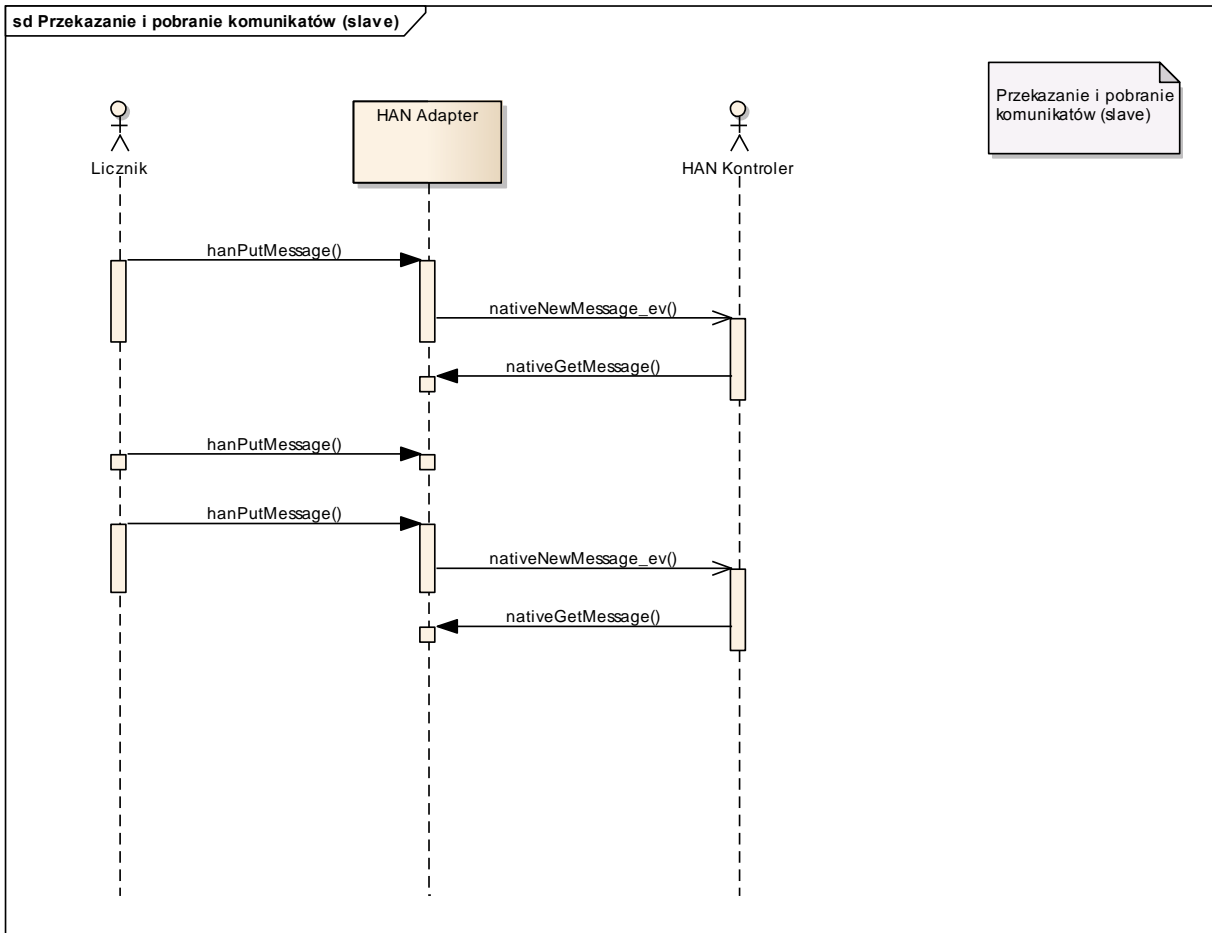 sd Przekazanie i pobranie komunikatów (slave)
Przekazanie i pobranie
komunikatów (slave)
HAN Adapter
Licznik
HAN Kontroler
hanPutMessage()
nativeNewMessage_ev()
nativeGetMessage()
hanPutMessage()
hanPutMessage()
nativeNewMessage_ev()
nativeGetMessage()